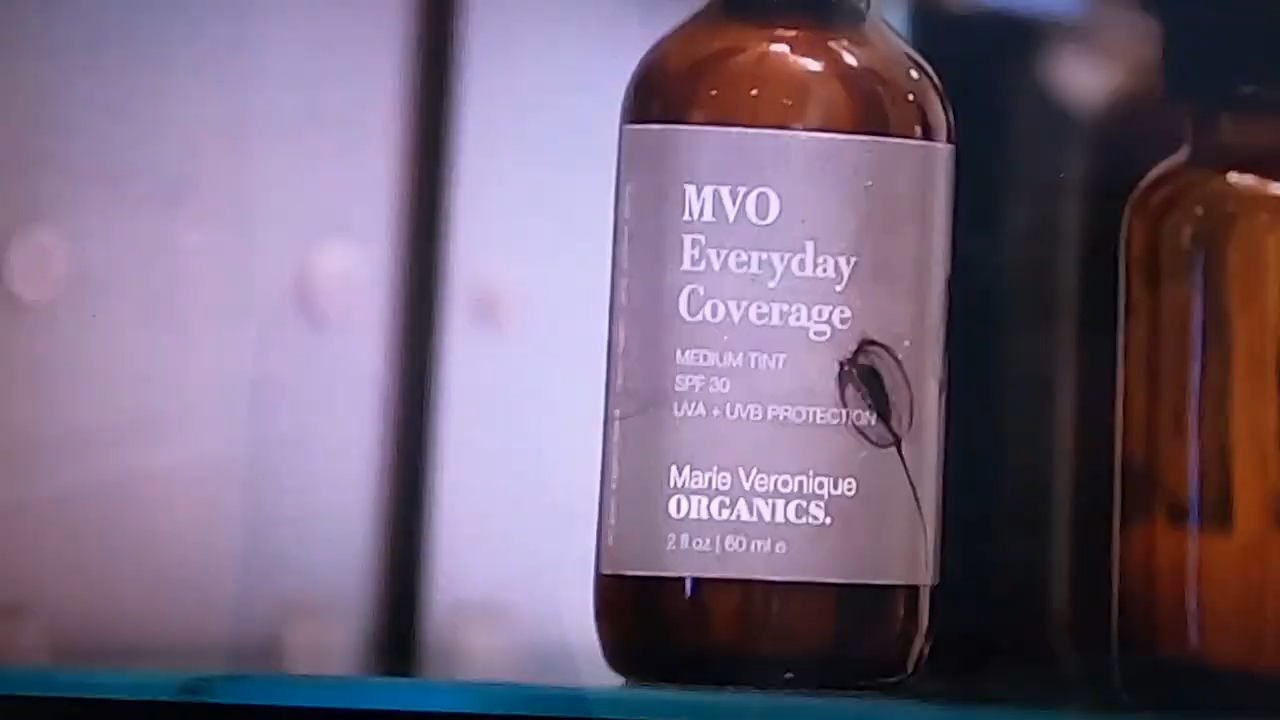 MVO
Everyday
Coverage
MEDIUM TINT
SPF 30
UVA + UVB PROTECTION
Marie Veronique
ORGANICS.
2 fl oz | 60 ml e